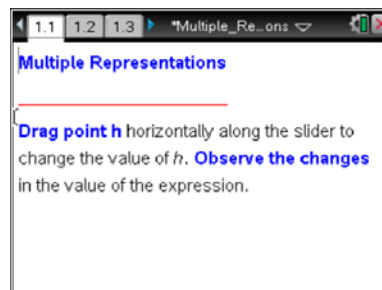 1.1 1.2 1.3 *Multiple_Re…ons
Multiple Representations
Drag point h horizontally along the slider to
change the value of h. Observe the changes
in the value of the expression.